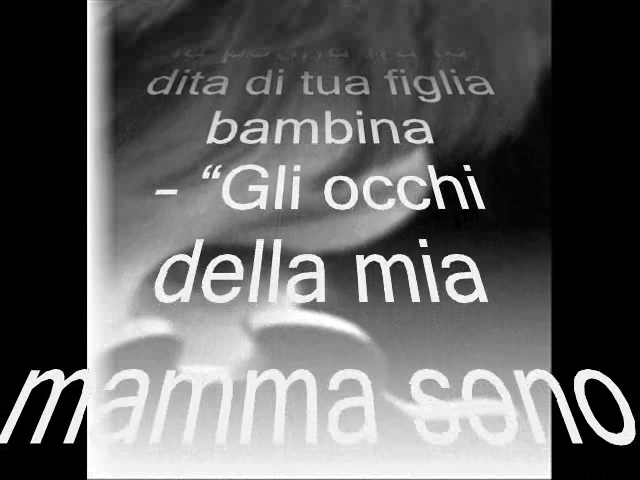 dita di tua figlia
bambina
– “Gli occhi
della mia
mamma sono